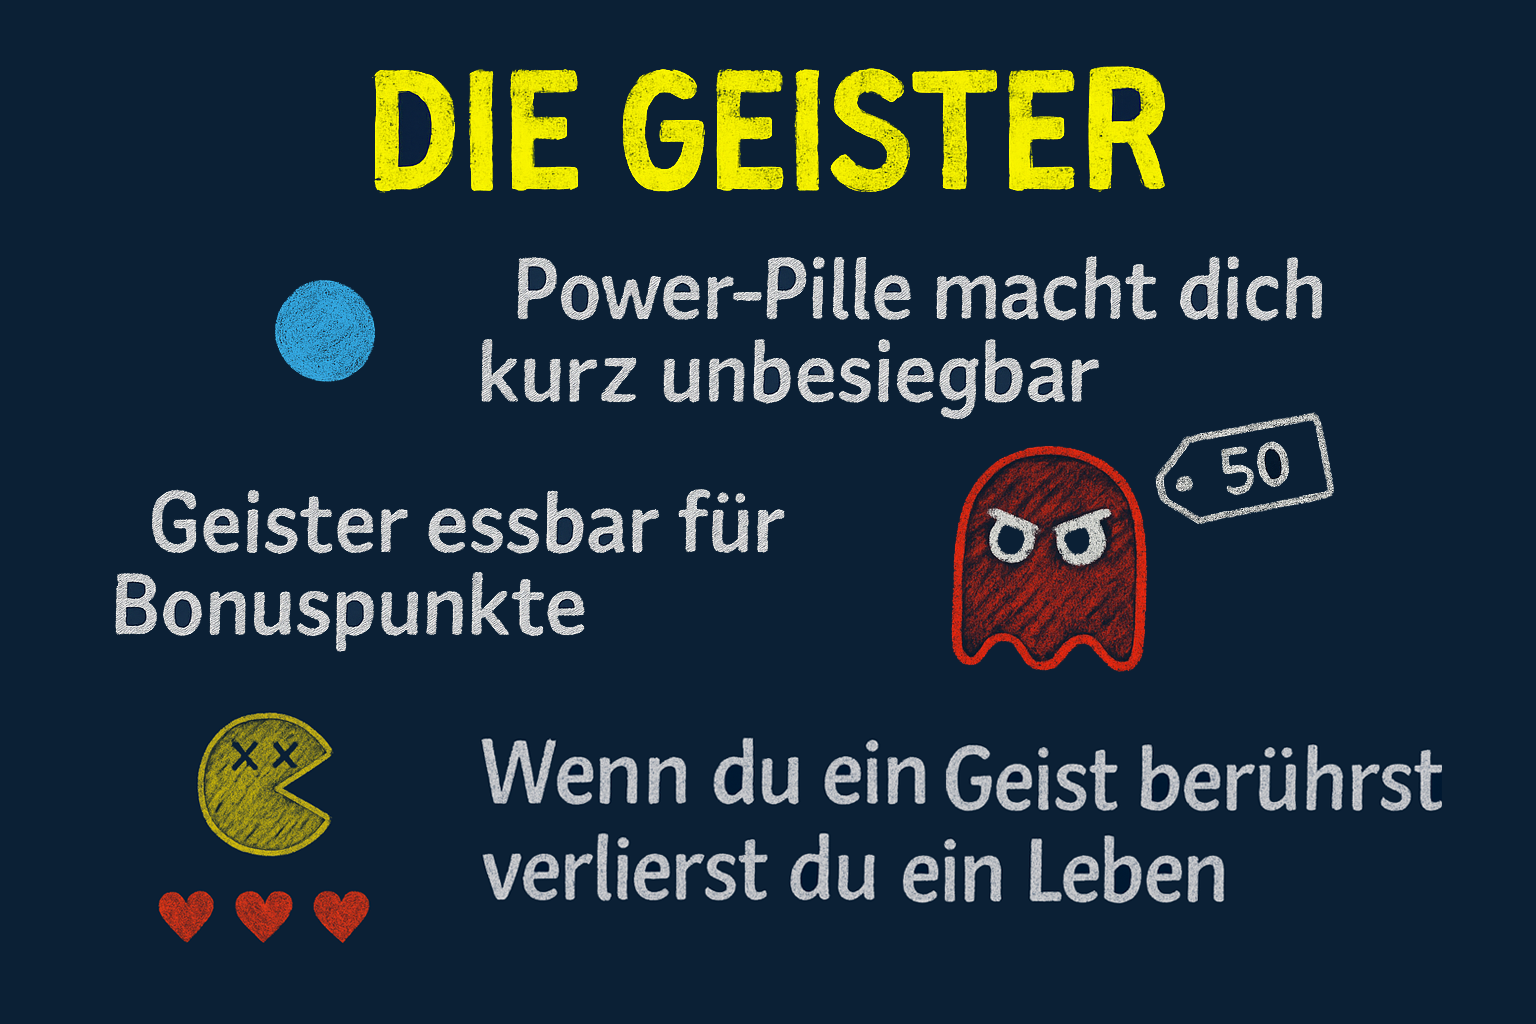 DIE GEISTER
Power-Pille macht dich
kurz unbesiegbar
50
Geister essbar für
Bonuspunkte
Wenn du ein Geist berührst
verlierst du ein Leben